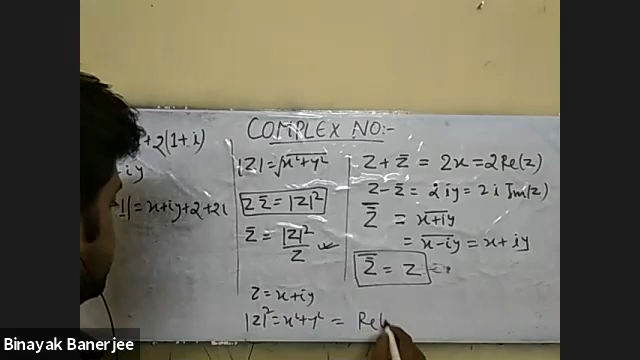 COMPLEX NO:-
+2(1+i)
iy
1|=x+iy+2+2i
|Z|=√x²+y²
Z Z̄ = |Z|²
Z̄ = |Z|²/Z
Z=x+iy
|Z|²=x²+y² = Re(
Z+Z̄ = 2x=2Re(z)
Z-Z̄ = 2iy=2i Im(z)
Z̿ = x+iy
= x-iy = x+iy
Z̿ = Z
Binayak Banerjee